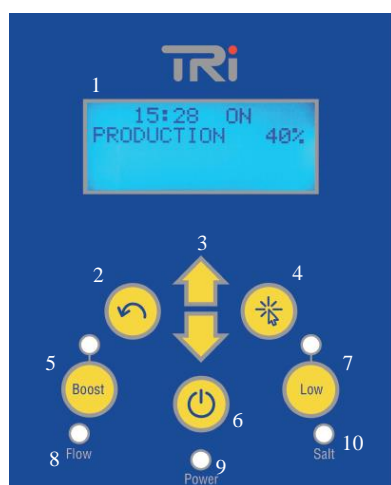 TRi
1
15:28 ON
PRODUCTION 40%
3
2
4
5
7
Boost
Low
6
8
Flow
9
Power
10
Salt